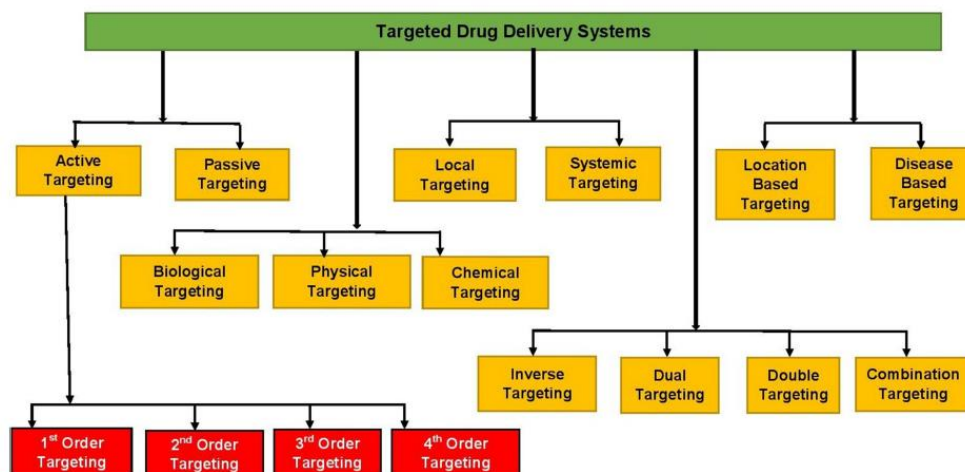 Targeted Drug Delivery Systems
Active
Targeting
Passive
Targeting
Local
Targeting
Systemic
Targeting
Location
Based
Targeting
Disease
Based
Targeting
Biological
Targeting
Physical
Targeting
Chemical
Targeting
Inverse
Targeting
Dual
Targeting
Double
Targeting
Combination
Targeting
1st Order
Targeting
2nd Order
Targeting
3rd Order
Targeting
4th Order
Targeting